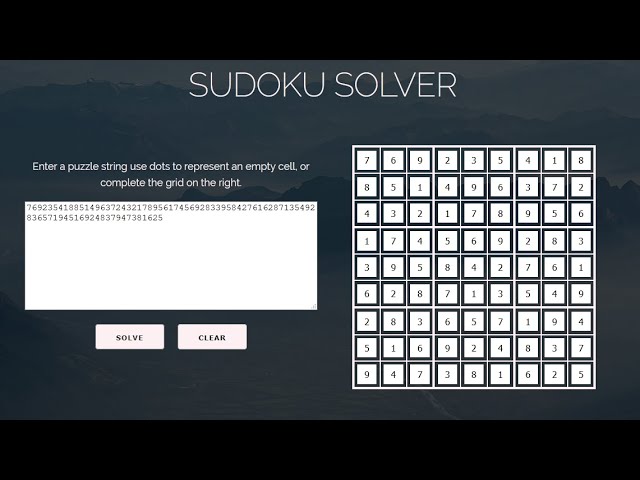 SUDOKU SOLVER
Enter a puzzle string use dots to represent an empty cell, or
complete the grid on the right.
7692354188514963724321789561745692833958427616287135492
83657194516924837947381625
SOLVE CLEAR
7 6 9 2 3 5 4 1 8
8 5 1 4 9 6 3 7 2
4 3 2 1 7 8 9 5 6
1 7 4 5 6 9 2 8 3
3 9 5 8 4 2 7 6 1
6 2 8 7 1 3 5 4 9
2 8 3 6 5 7 1 9 4
5 1 6 9 2 4 8 3 7
9 4 7 3 8 1 6 2 5